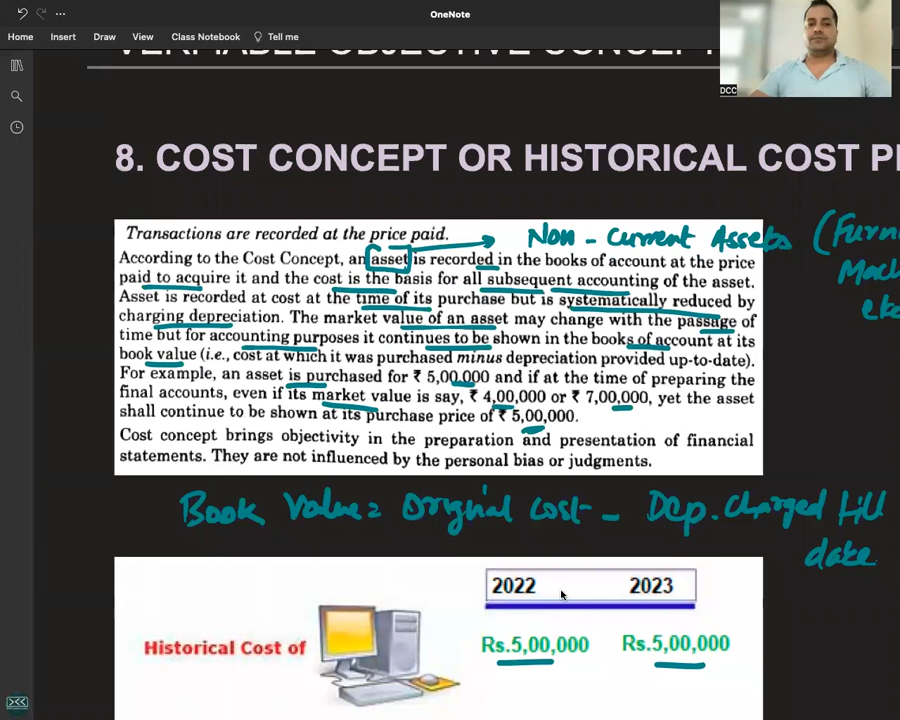 OneNote
Home Insert Draw View Class Notebook Tell me
VERIFIABLE OBJECTIVE CONCEPT
DCC
8. COST CONCEPT OR HISTORICAL COST P
Transactions are recorded at the price paid.
Non - Current Assets (Furn
According to the Cost Concept, an asset is recorded in the books of account at the price
Mach
paid to acquire it and the cost is the basis for all subsequent accounting of the asset.
Asset is recorded at cost at the time of its purchase but is systematically reduced by
etc
charging depreciation. The market value of an asset may change with the passage of
time but for accounting purposes it continues to be shown in the books of account at its
book value (i.e., cost at which it was purchased minus depreciation provided up-to-date).
For example, an asset is purchased for ₹ 5,00,000 and if at the time of preparing the
final accounts, even if its market value is say, ₹ 4,00,000 or ₹ 7,00,000, yet the asset
shall continue to be shown at its purchase price of ₹ 5,00,000.
Cost concept brings objectivity in the preparation and presentation of financial
statements. They are not influenced by the personal bias or judgments.
Book Value = Original Cost - Dep. Charged till
date
2022 2023
Historical Cost of Rs.5,00,000 Rs.5,00,000